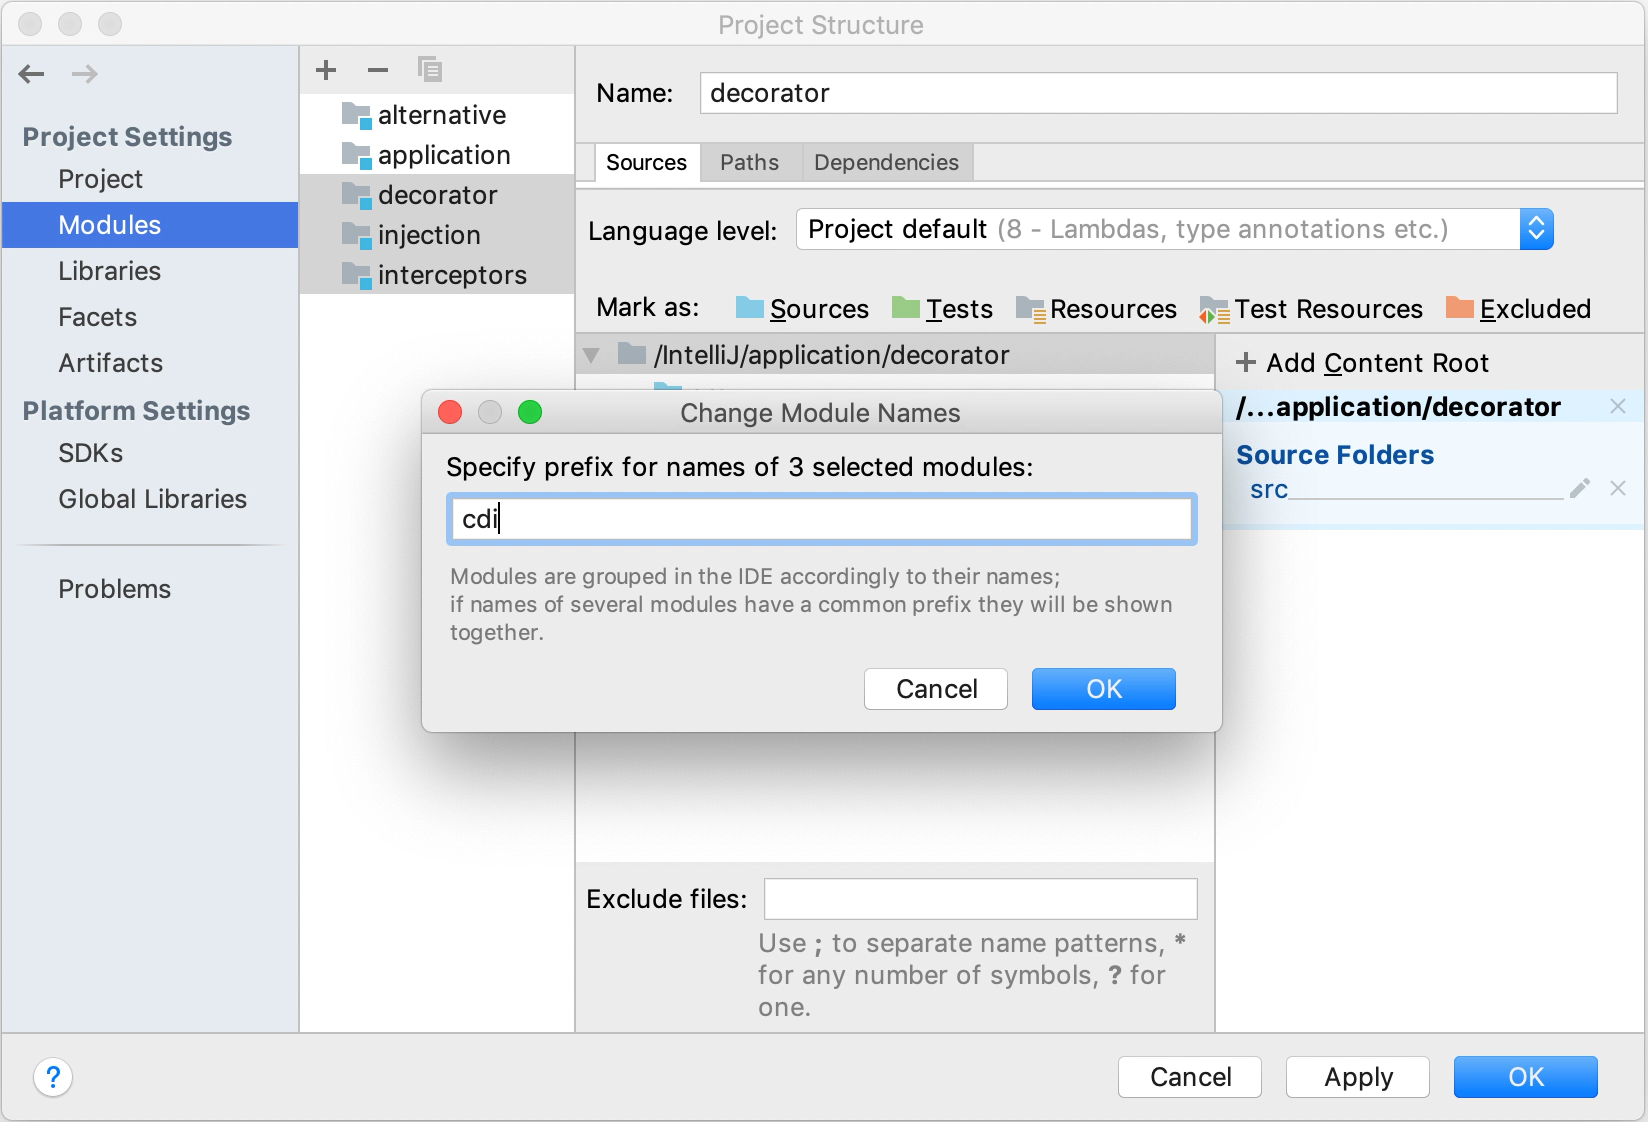 Project Structure
Project Settings
Project
Modules
Libraries
Facets
Artifacts
Platform Settings
SDKs
Global Libraries
Problems
alternative
application
decorator
injection
interceptors
Name: decorator
Sources Paths Dependencies
Language level: Project default (8 - Lambdas, type annotations etc.)
Mark as: Sources Tests Resources Test Resources Excluded
/IntelliJ/application/decorator
+ Add Content Root
/...application/decorator
Source Folders
src
Change Module Names
Specify prefix for names of 3 selected modules:
cdi
Modules are grouped in the IDE accordingly to their names;
if names of several modules have a common prefix they will be shown
together.
Cancel OK
Exclude files:
Use ; to separate name patterns, *
for any number of symbols, ? for
one.
? Cancel Apply OK